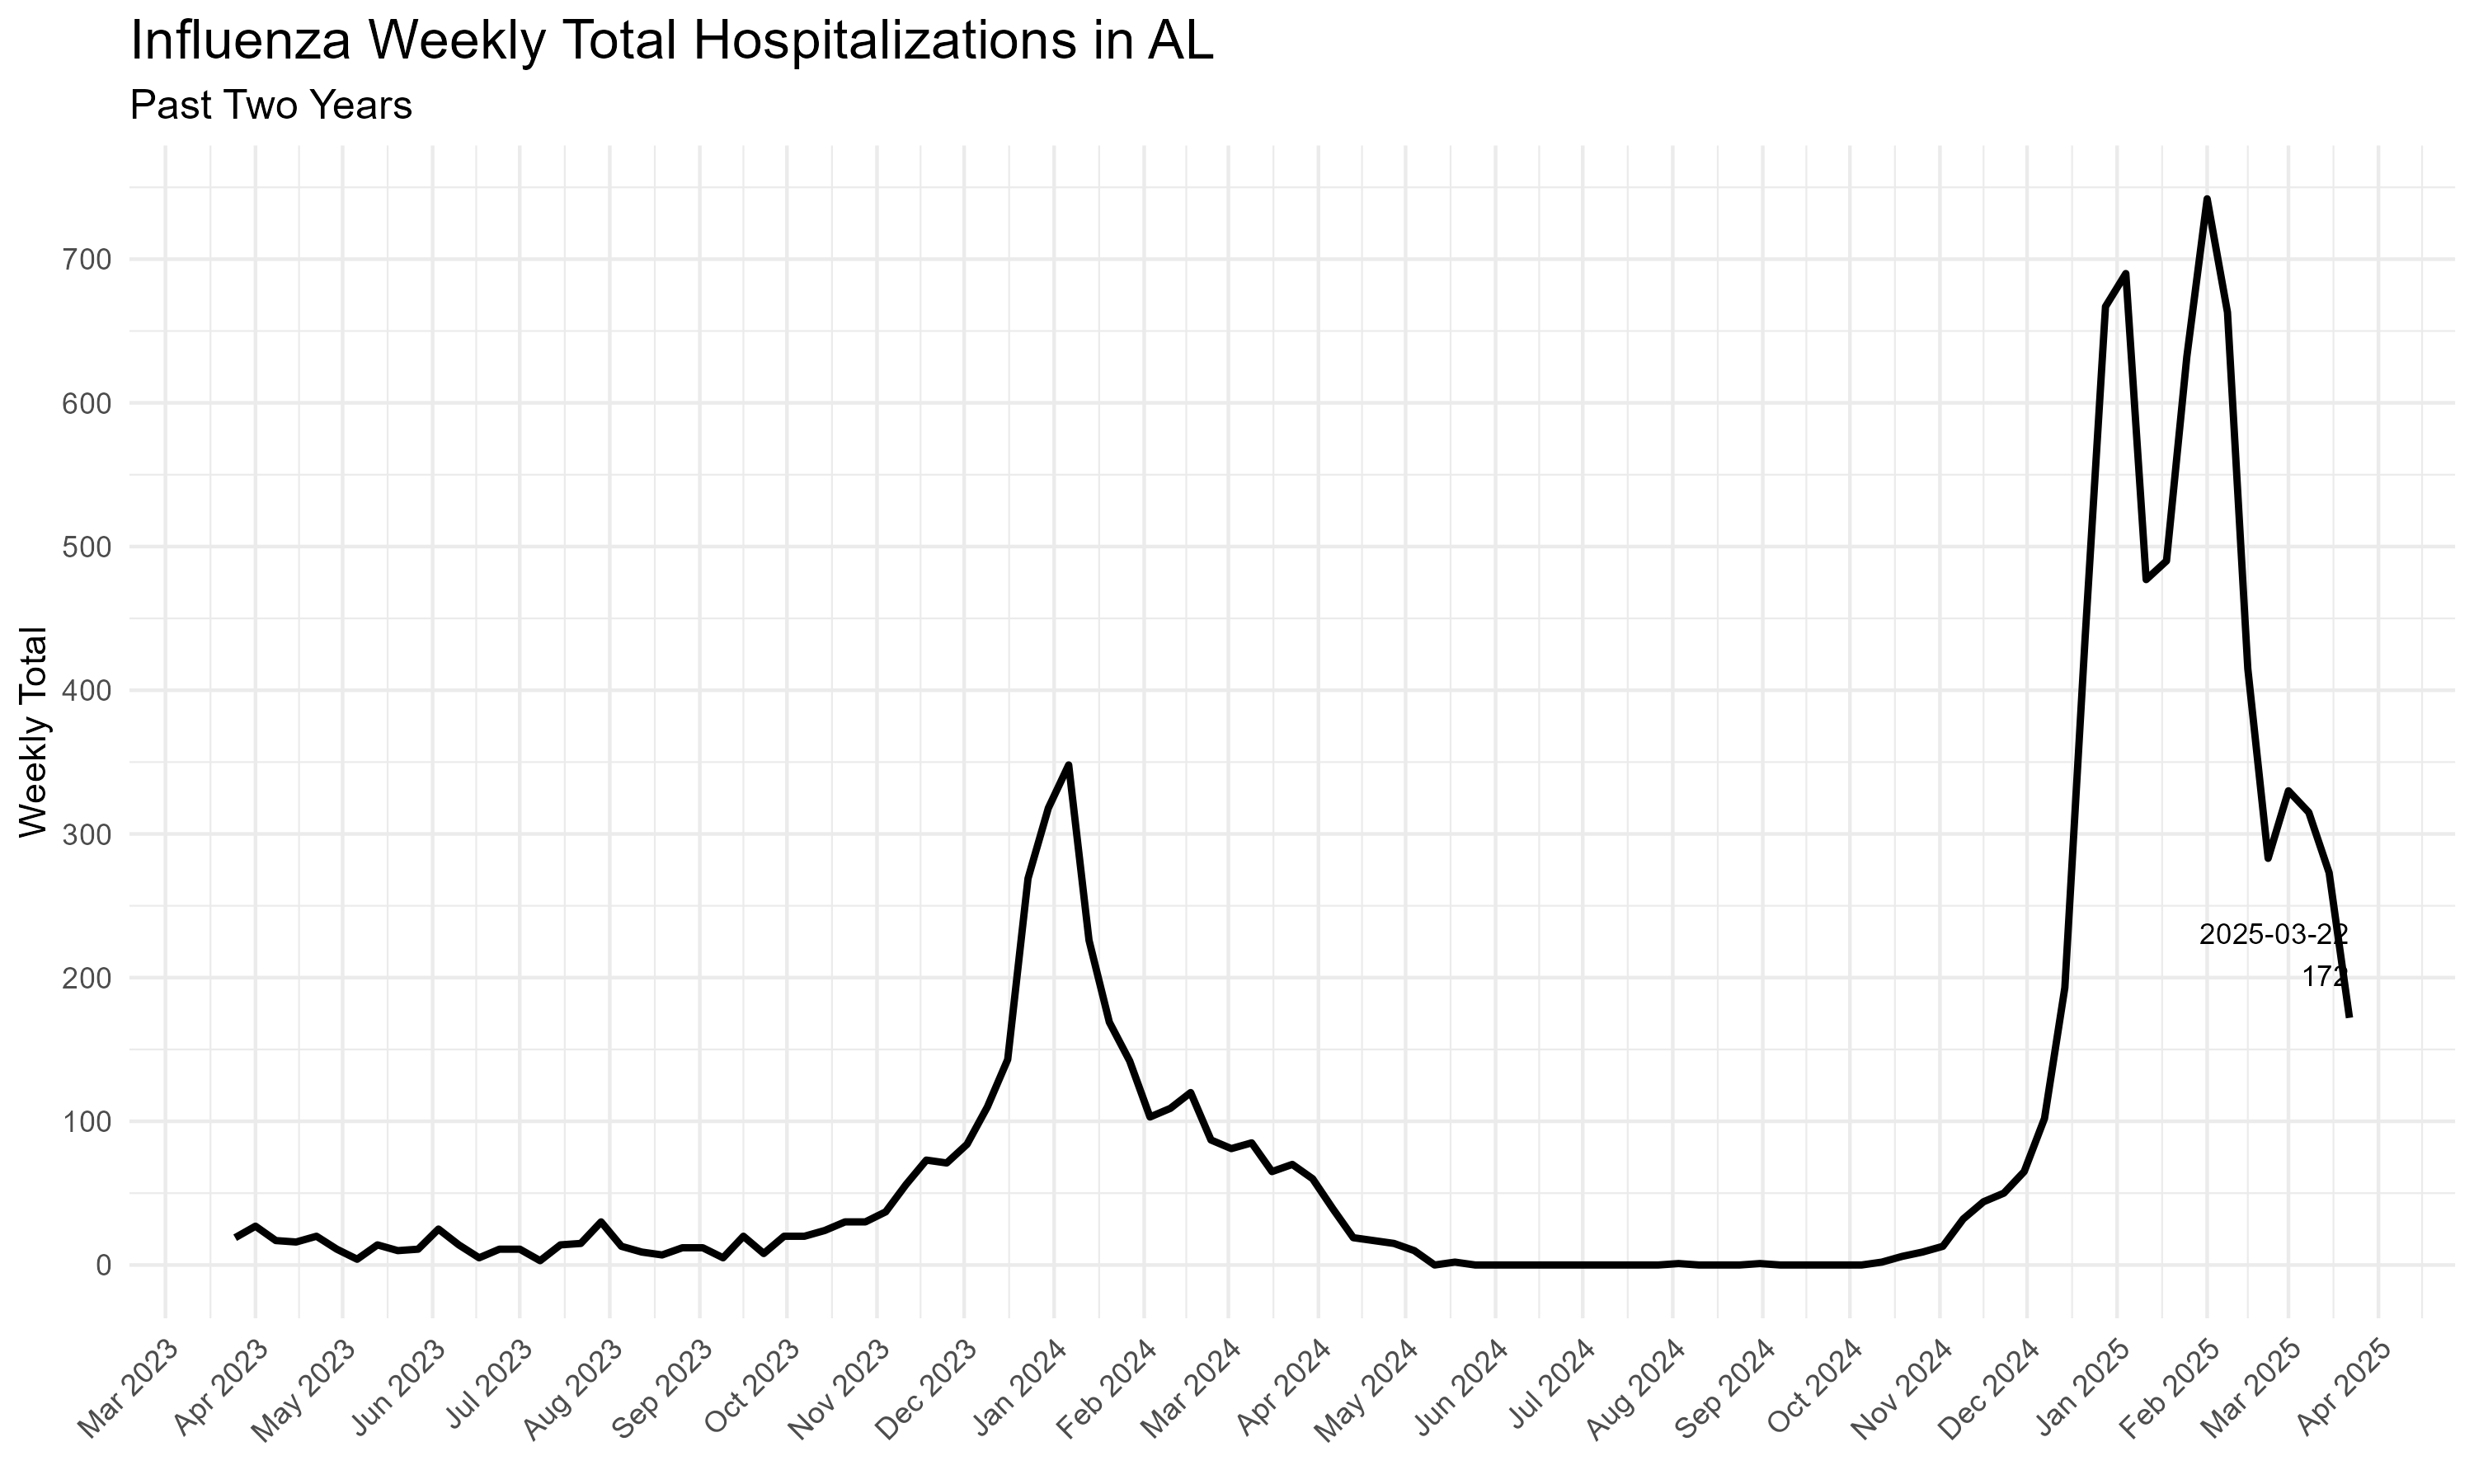 Influenza Weekly Total Hospitalizations in AL
Past Two Years
Weekly Total
700
600
500
400
300
200
100
0
2025-03-22
172
Mar 2023
Apr 2023
May 2023
Jun 2023
Jul 2023
Aug 2023
Sep 2023
Oct 2023
Nov 2023
Dec 2023
Jan 2024
Feb 2024
Mar 2024
Apr 2024
May 2024
Jun 2024
Jul 2024
Aug 2024
Sep 2024
Oct 2024
Nov 2024
Dec 2024
Jan 2025
Feb 2025
Mar 2025
Apr 2025